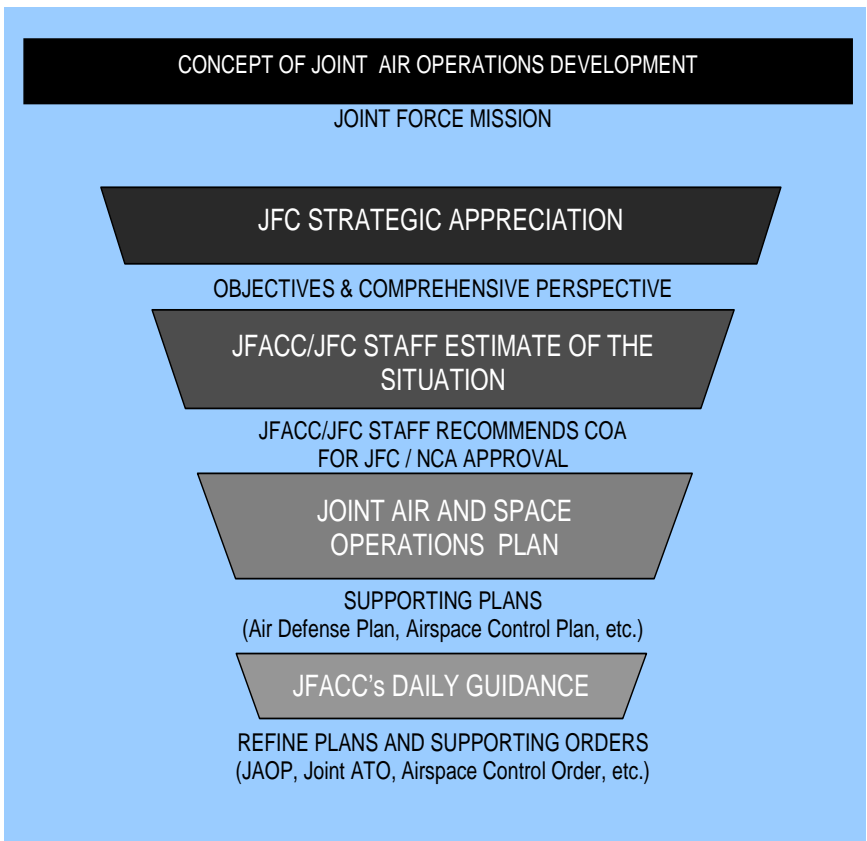 CONCEPT OF JOINT AIR OPERATIONS DEVELOPMENT
JOINT FORCE MISSION
JFC STRATEGIC APPRECIATION
OBJECTIVES & COMPREHENSIVE PERSPECTIVE
JFACC/JFC STAFF ESTIMATE OF THE
SITUATION
JFACC/JFC STAFF RECOMMENDS COA
FOR JFC / NCA APPROVAL
JOINT AIR AND SPACE
OPERATIONS PLAN
SUPPORTING PLANS
(Air Defense Plan, Airspace Control Plan, etc.)
JFACC's DAILY GUIDANCE
REFINE PLANS AND SUPPORTING ORDERS
(JAOP, Joint ATO, Airspace Control Order, etc.)